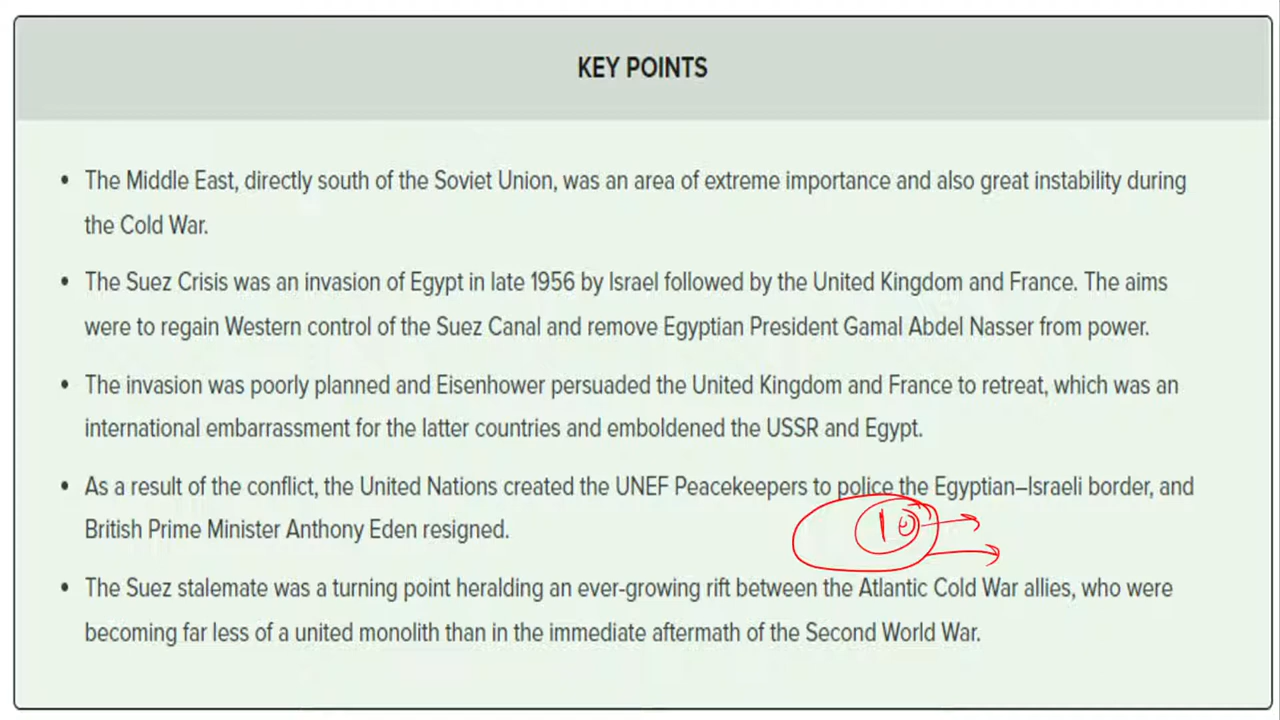 KEY POINTS
• The Middle East, directly south of the Soviet Union, was an area of extreme importance and also great instability during
the Cold War.
• The Suez Crisis was an invasion of Egypt in late 1956 by Israel followed by the United Kingdom and France. The aims
were to regain Western control of the Suez Canal and remove Egyptian President Gamal Abdel Nasser from power.
• The invasion was poorly planned and Eisenhower persuaded the United Kingdom and France to retreat, which was an
international embarrassment for the latter countries and emboldened the USSR and Egypt.
• As a result of the conflict, the United Nations created the UNEF Peacekeepers to police the Egyptian–Israeli border, and
British Prime Minister Anthony Eden resigned.
• The Suez stalemate was a turning point heralding an ever-growing rift between the Atlantic Cold War allies, who were
becoming far less of a united monolith than in the immediate aftermath of the Second World War.